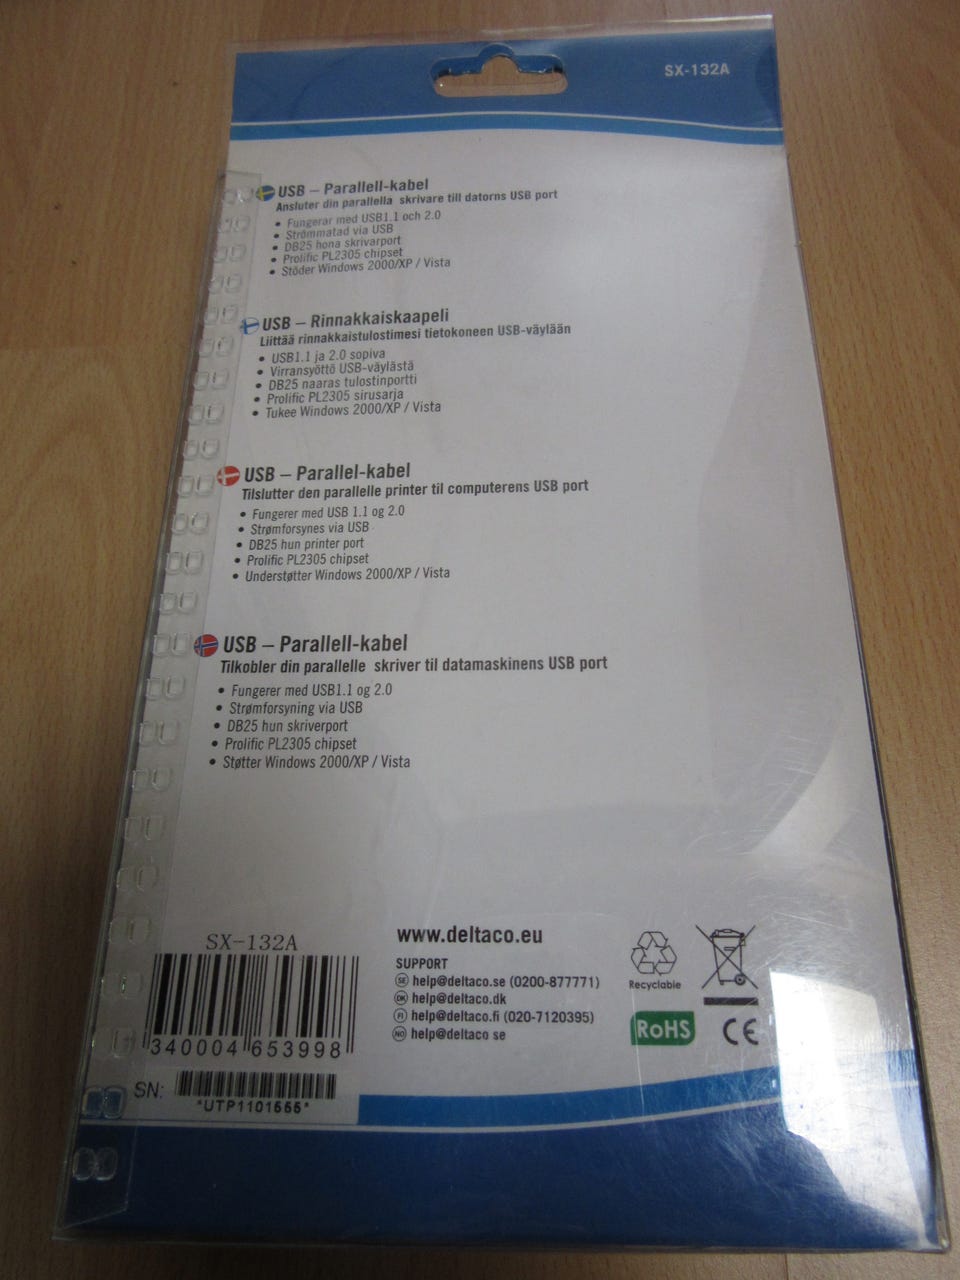 SX-132A
USB – Parallell-kabel
Ansluter din parallella skrivare till datorns USB port
• Fungerar med USB1.1 och 2.0
• Strömmatad via USB
• DB25 hona skrivarport
• Prolific PL2305 chipset
• Stöder Windows 2000/XP / Vista
USB – Rinnakkaiskaapeli
Liittää rinnakkaistulostimesi tietokoneen USB-väylään
• USB1.1 ja 2.0 sopiva
• Virransyöttö USB-väylästä
• DB25 naaras tulostinportti
• Prolific PL2305 sirusarja
• Tukee Windows 2000/XP / Vista
USB – Parallel-kabel
Tilslutter den parallelle printer til computerens USB port
• Fungerer med USB 1.1 og 2.0
• Strømforsynes via USB
• DB25 hun printer port
• Prolific PL2305 chipset
• Understøtter Windows 2000/XP / Vista
USB – Parallell-kabel
Tilkobler din parallelle skriver til datamaskinens USB port
• Fungerer med USB1.1 og 2.0
• Strømforsyning via USB
• DB25 hun skriverport
• Prolific PL2305 chipset
• Støtter Windows 2000/XP / Vista
SX-132A
340004 653998
SN:
*UTP1101555*
www.deltaco.eu
SUPPORT
SE help@deltaco.se (0200-877771)
DK help@deltaco.dk
FI help@deltaco.fi (020-7120395)
NO help@deltaco se
Recyclable
RoHS
CE